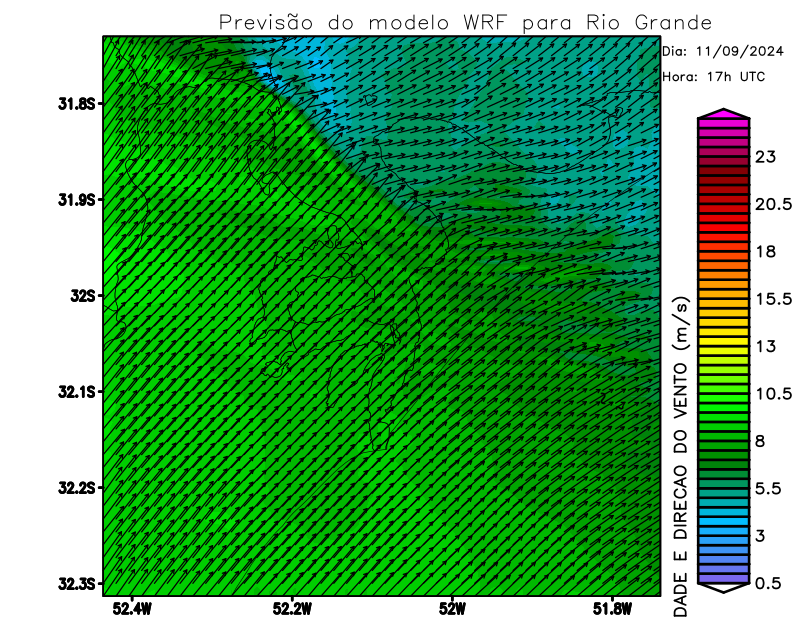 Previsão do modelo WRF para Rio Grande
Dia: 11/09/2024
Hora: 17h UTC
31.8S
31.9S
32S
32.1S
32.2S
32.3S
52.4W
52.2W
52W
51.8W
DADE E DIRECAO DO VENTO (m/s)
23
20.5
18
15.5
13
10.5
8
5.5
3
0.5